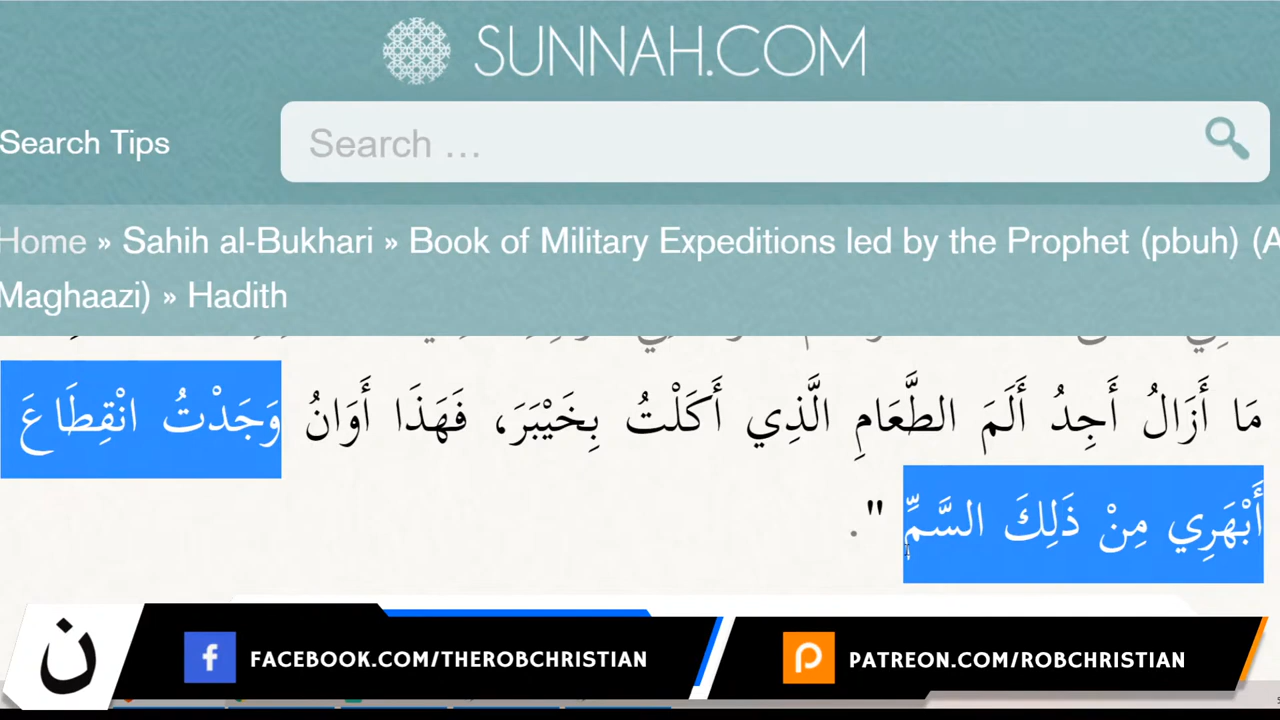 SUNNAH.COM
Search Tips
Search ...
Home » Sahih al-Bukhari » Book of Military Expeditions led by the Prophet (pbuh) (A
Maghaazi) » Hadith
مَا أَزَالُ أَجِدُ أَلَمَ الطَّعَامِ الَّذِي أَكَلْتُ بِخَيْبَرَ، فَهَذَا أَوَانُ وَجَدْتُ انْقِطَاعَ
أَبْهَرِي مِنْ ذَلِكَ السَّمِّ ".
ن
FACEBOOK.COM/THEROBCHRISTIAN
PATREON.COM/ROBCHRISTIAN